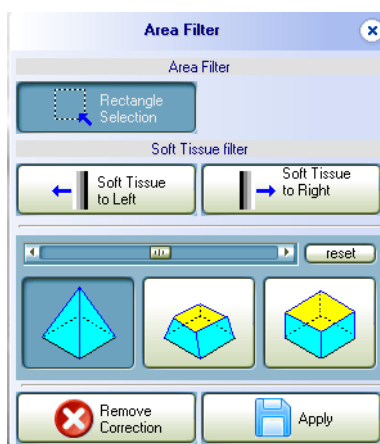 Area Filter
Area Filter
Rectangle
Selection
Soft Tissue filter
Soft Tissue
to Left
Soft Tissue
to Right
reset
Remove
Correction
Apply